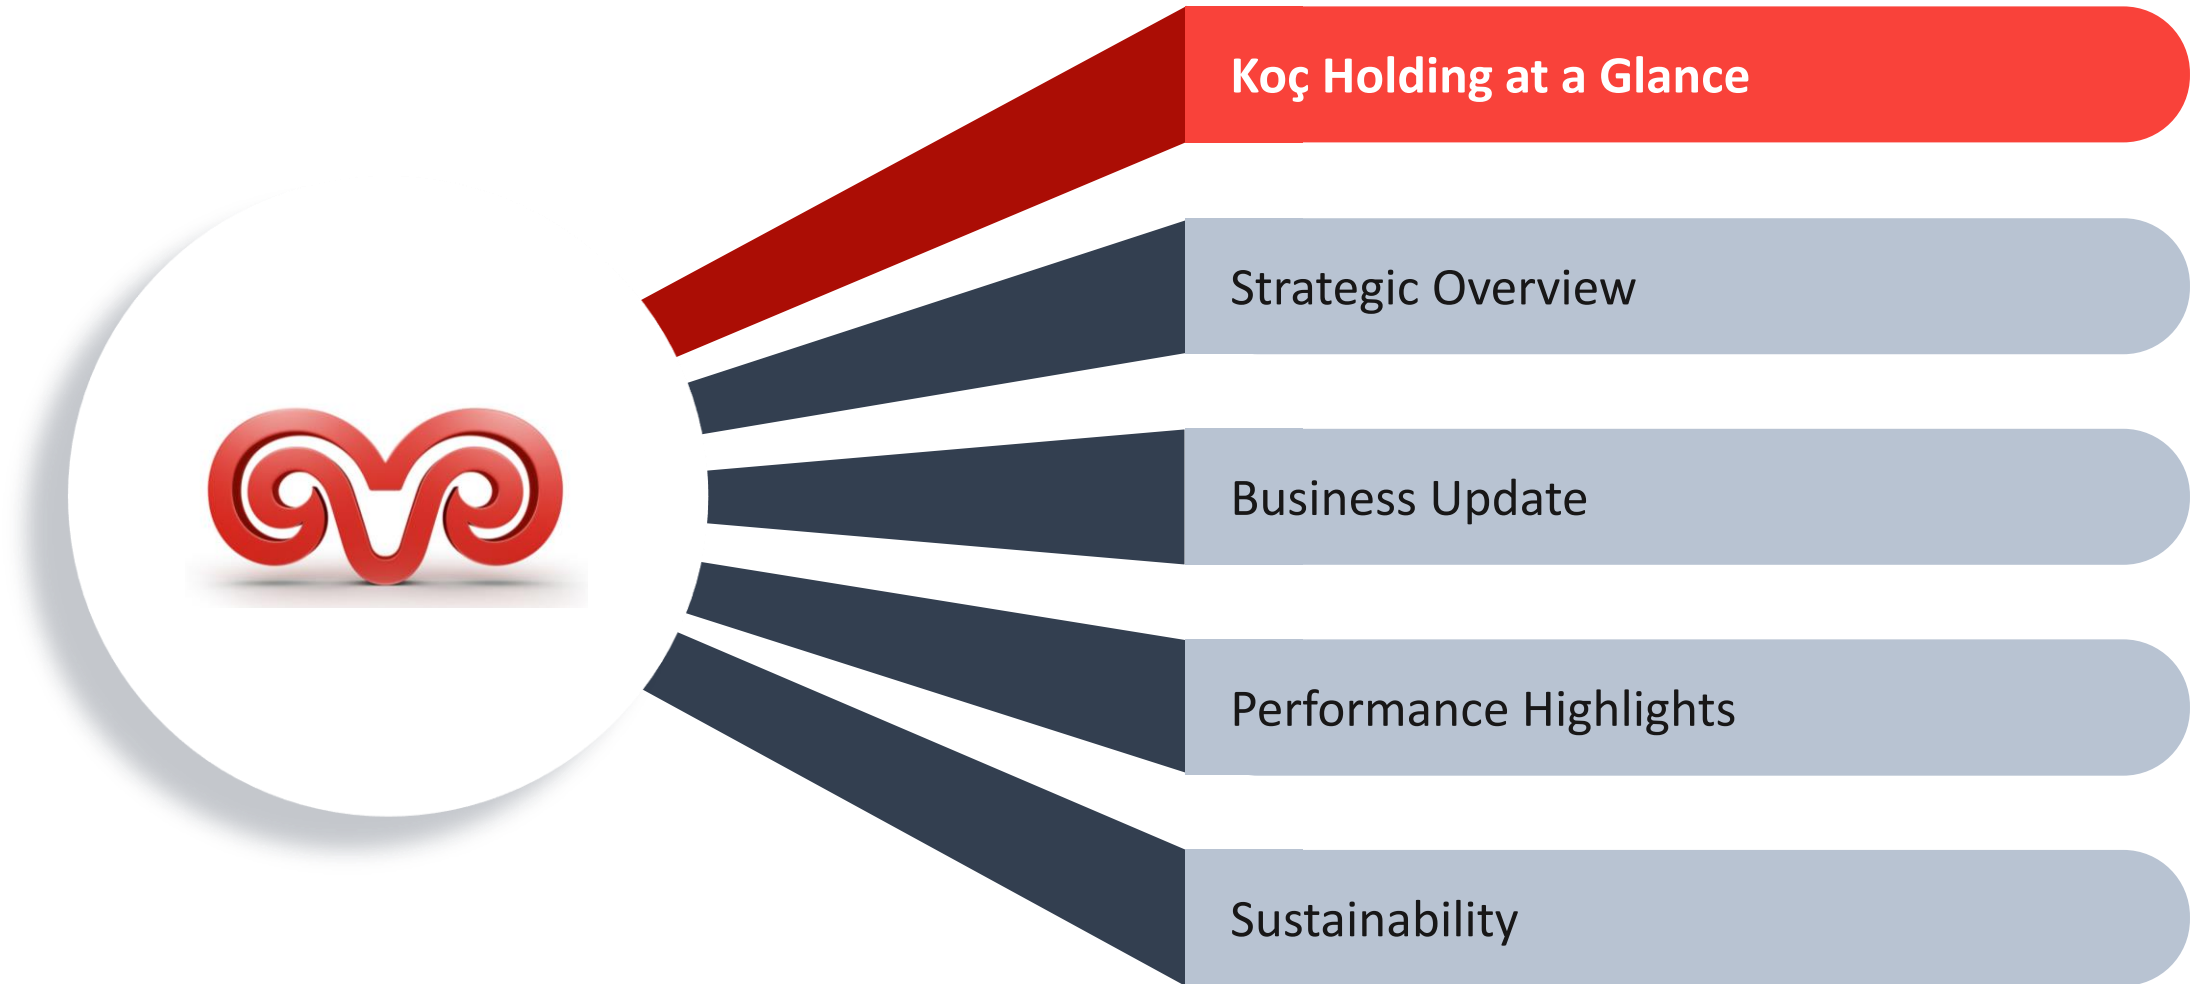 Koç Holding at a Glance
Strategic Overview
Business Update
Performance Highlights
Sustainability